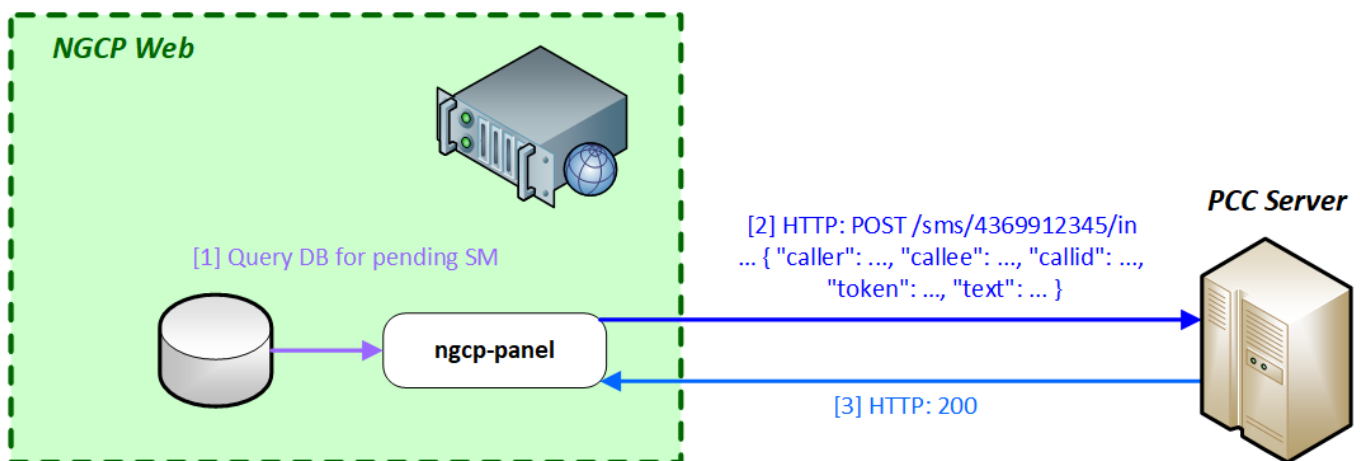 NGCP Web
PCC Server
[2] HTTP: POST /sms/4369912345/in
... { "caller": ..., "callee": ..., "callid": ...,
"token": ..., "text": ... }
[1] Query DB for pending SM
ngcp-panel
[3] HTTP: 200